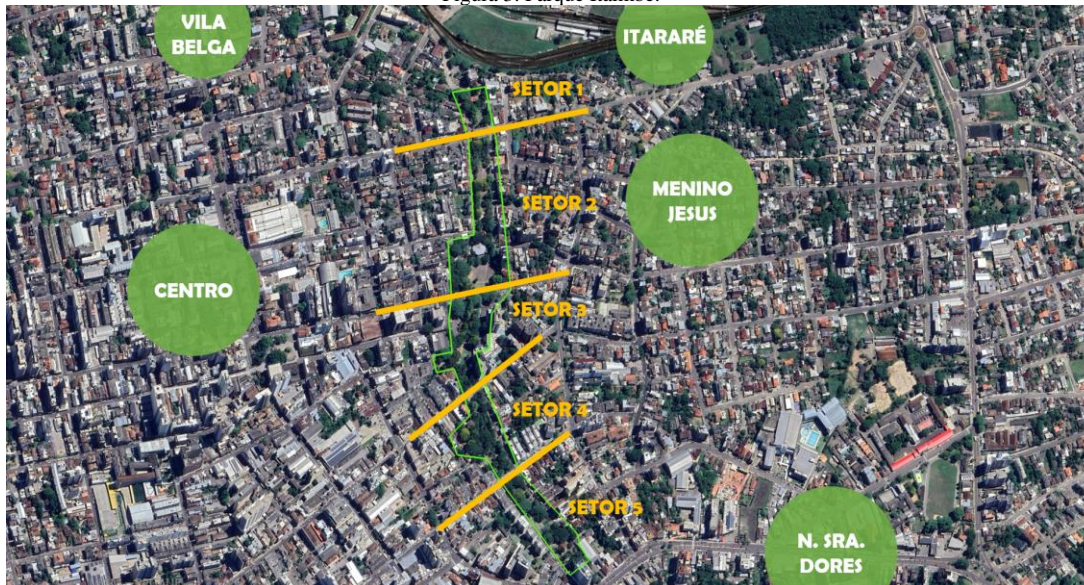 VILA
BELGA
ITARARÉ
SETOR 1
MENINO
JESUS
SETOR 2
CENTRO
SETOR 3
SETOR 4
SETOR 5
N. SRA.
DORES